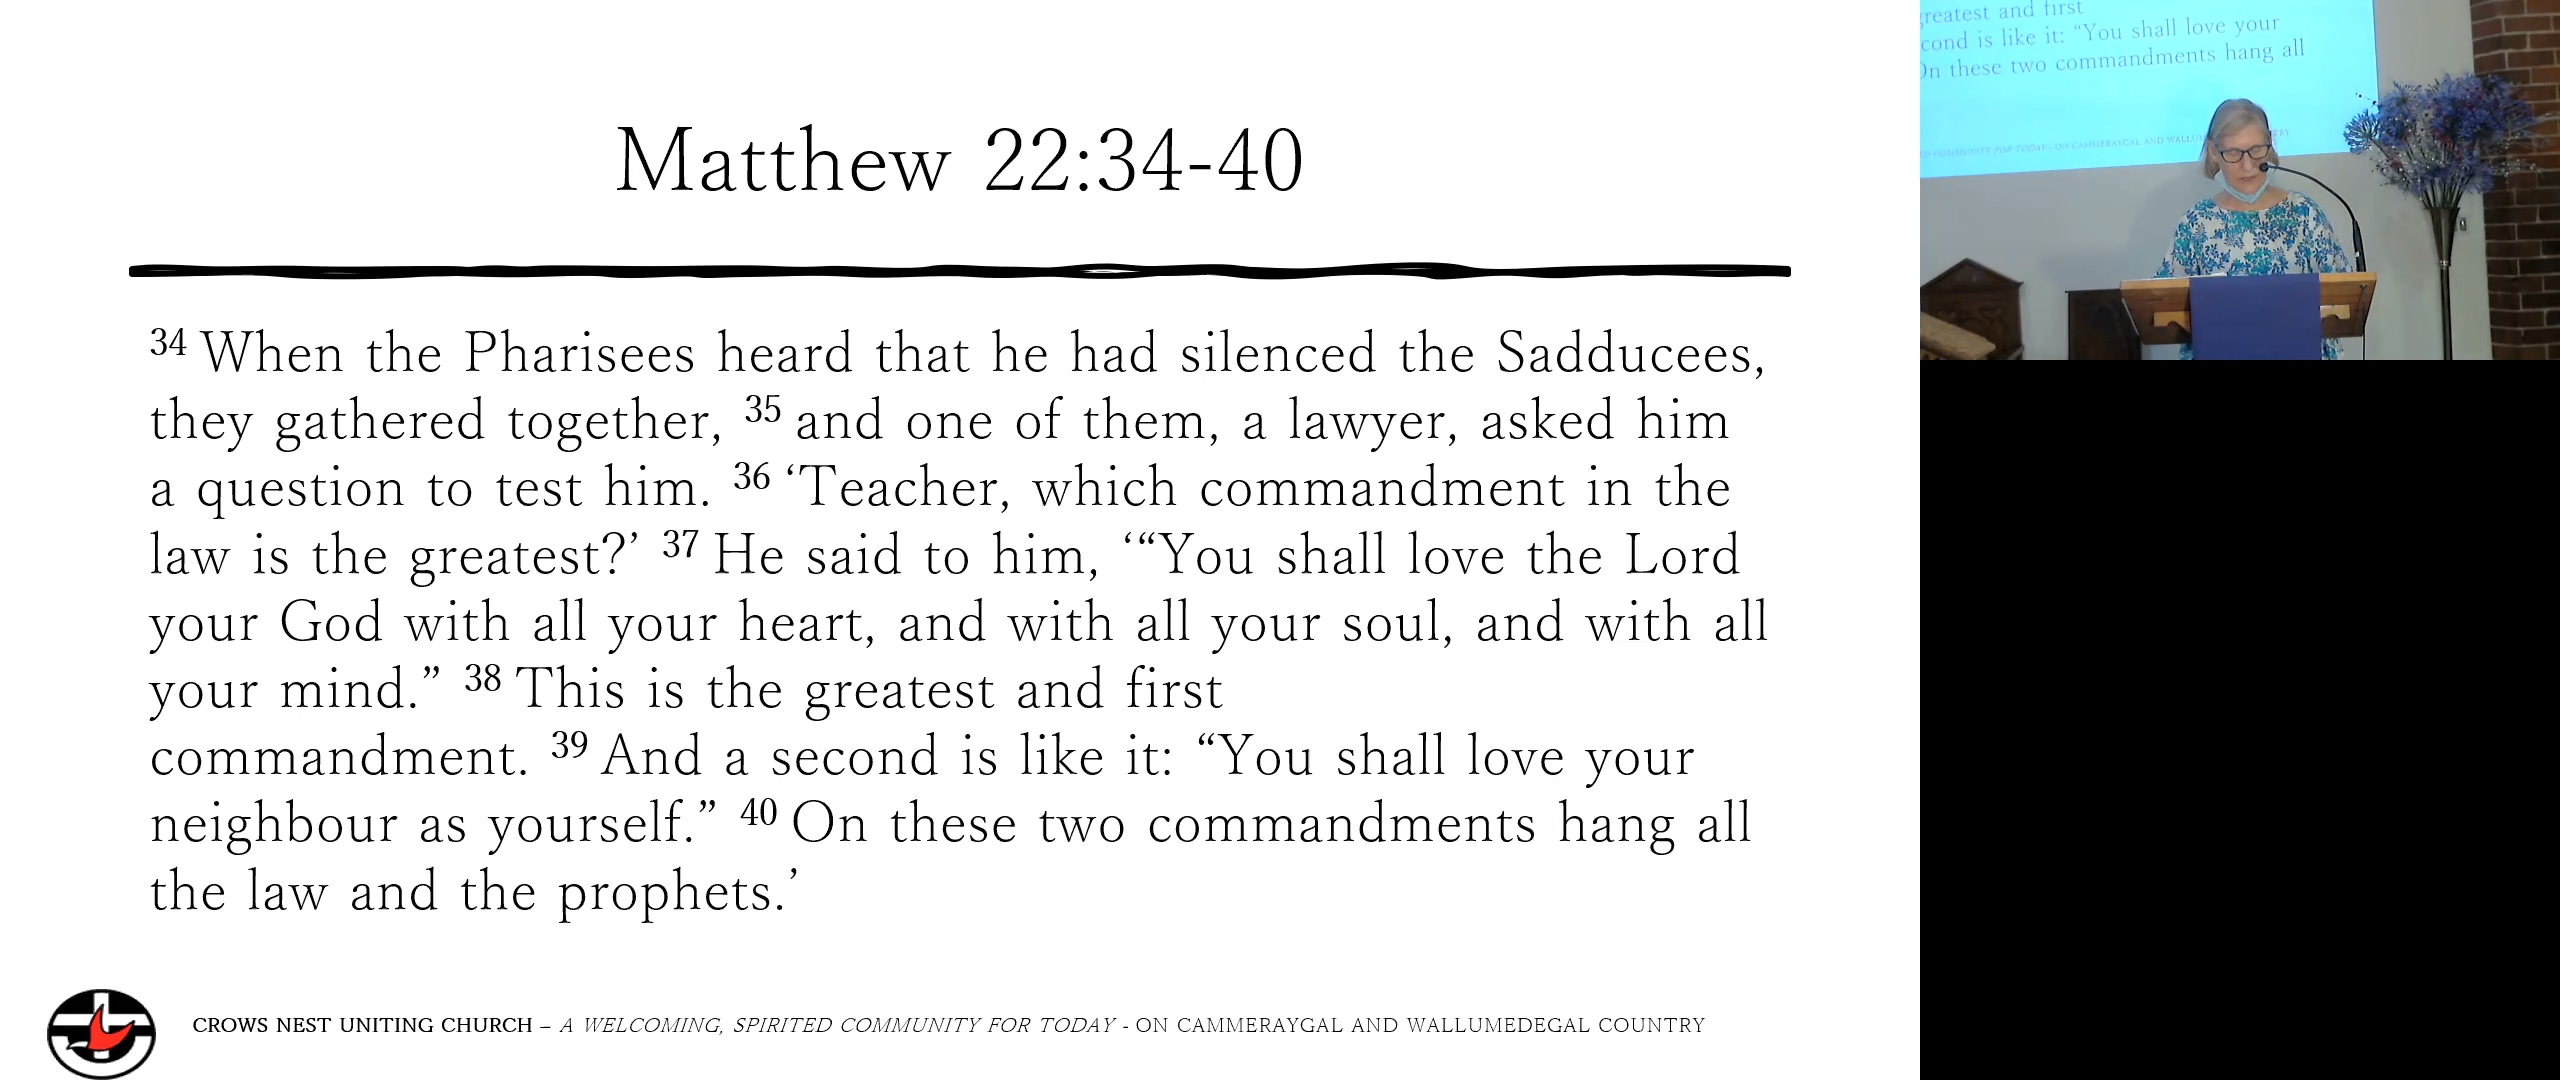 Matthew 22:34-40
34 When the Pharisees heard that he had silenced the Sadducees,
they gathered together, 35 and one of them, a lawyer, asked him
a question to test him. 36 ‘Teacher, which commandment in the
law is the greatest?’ 37 He said to him, ‘“You shall love the Lord
your God with all your heart, and with all your soul, and with all
your mind.” 38 This is the greatest and first
commandment. 39 And a second is like it: “You shall love your
neighbour as yourself.” 40 On these two commandments hang all
the law and the prophets.’
CROWS NEST UNITING CHURCH – A WELCOMING, SPIRITED COMMUNITY FOR TODAY - ON CAMMERAYGAL AND WALLUMEDEGAL COUNTRY
greatest and first
cond is like it: “You shall love your
On these two commandments hang all
COMMUNITY FOR TODAY - ON CAMMERAYGAL AND